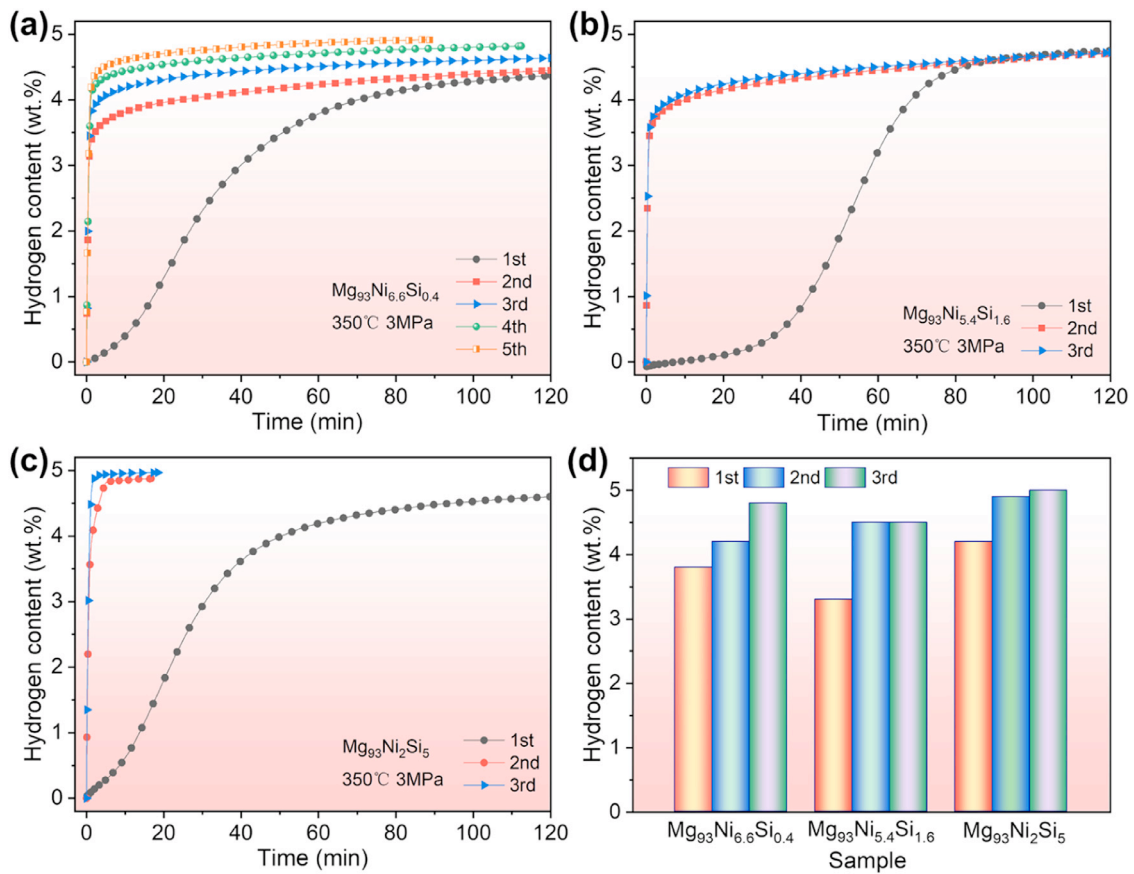 (a)
Hydrogen content (wt.%)
5
4
3
2
1
0
Mg₉₃Ni₆.₆Si₀.₄
350℃ 3MPa
1st
2nd
3rd
4th
5th
0 20 40 60 80 100 120
Time (min)
(b)
Hydrogen content (wt.%)
5
4
3
2
1
0
Mg₉₃Ni₅.₄Si₁.₆
350℃ 3MPa
1st
2nd
3rd
0 20 40 60 80 100 120
Time (min)
(c)
Hydrogen content (wt.%)
5
4
3
2
1
0
Mg₉₃Ni₂Si₅
350℃ 3MPa
1st
2nd
3rd
0 20 40 60 80 100 120
Time (min)
(d)
1st 2nd 3rd
Hydrogen content (wt.%)
5
4
3
2
1
0
Mg₉₃Ni₆.₆Si₀.₄ Mg₉₃Ni₅.₄Si₁.₆ Mg₉₃Ni₂Si₅
Sample